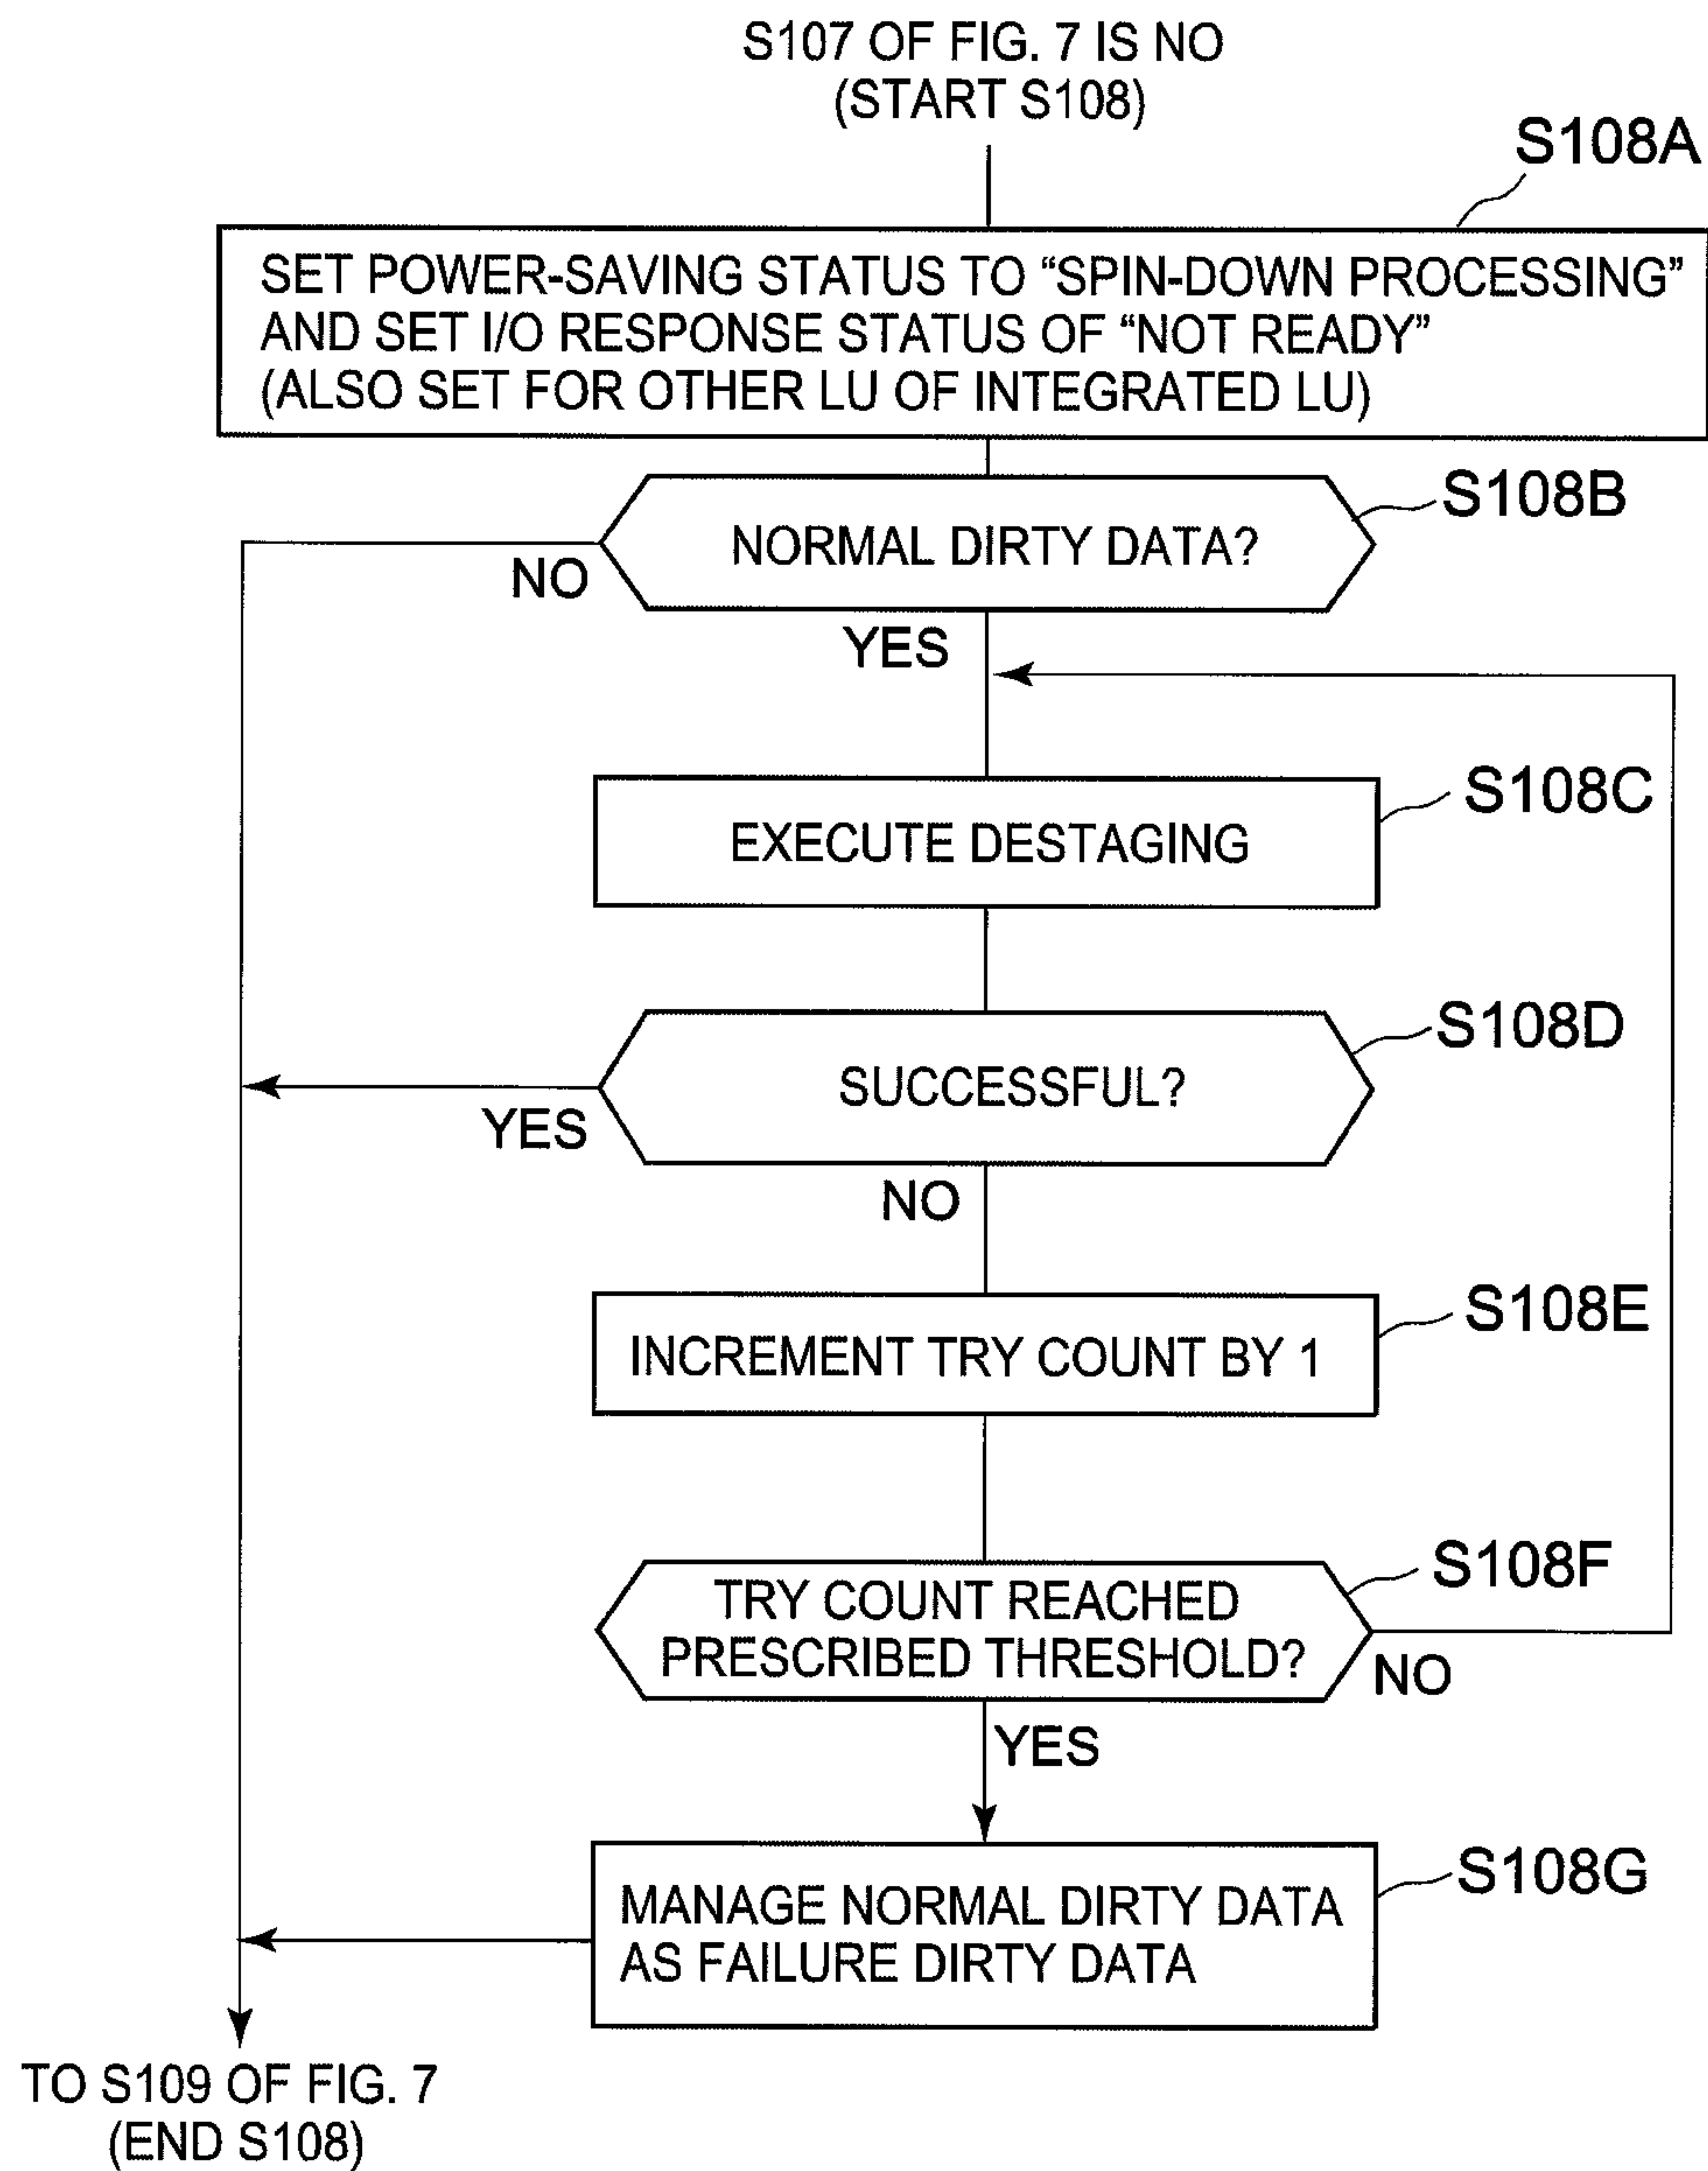 S107 OF FIG. 7 IS NO
(START S108)
S108A
SET POWER-SAVING STATUS TO “SPIN-DOWN PROCESSING”
AND SET I/O RESPONSE STATUS OF “NOT READY”
(ALSO SET FOR OTHER LU OF INTEGRATED LU)
S108B
NORMAL DIRTY DATA?
NO
YES
S108C
EXECUTE DESTAGING
S108D
SUCCESSFUL?
YES
NO
S108E
INCREMENT TRY COUNT BY 1
S108F
TRY COUNT REACHED
PRESCRIBED THRESHOLD?
NO
YES
S108G
MANAGE NORMAL DIRTY DATA
AS FAILURE DIRTY DATA
TO S109 OF FIG. 7
(END S108)